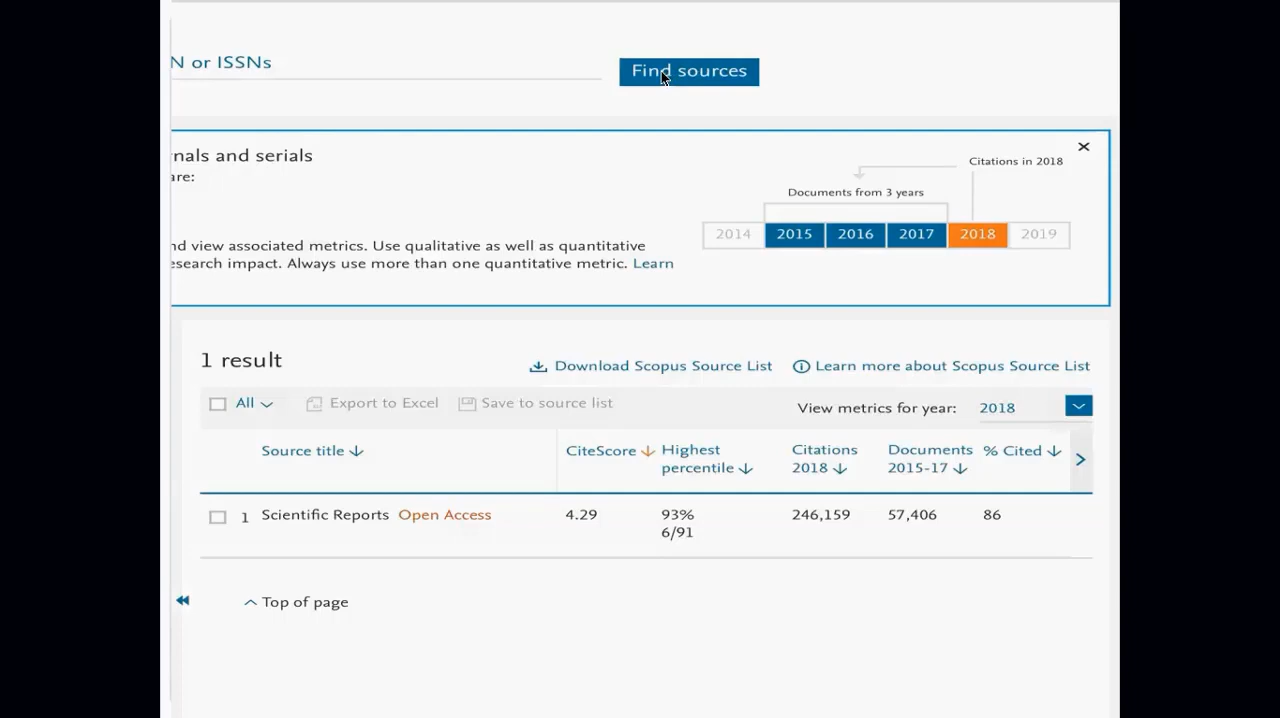 N or ISSNs
Find sources
nals and serials
are:
Citations in 2018
Documents from 3 years
2014 2015 2016 2017 2018 2019
nd view associated metrics. Use qualitative as well as quantitative
esearch impact. Always use more than one quantitative metric. Learn
1 result
Download Scopus Source List
Learn more about Scopus Source List
All
Export to Excel
Save to source list
View metrics for year: 2018
Source title CiteScore Highest percentile Citations 2018 Documents 2015-17 % Cited
1 Scientific Reports Open Access 4.29 93% 246,159 57,406 86
6/91
Top of page